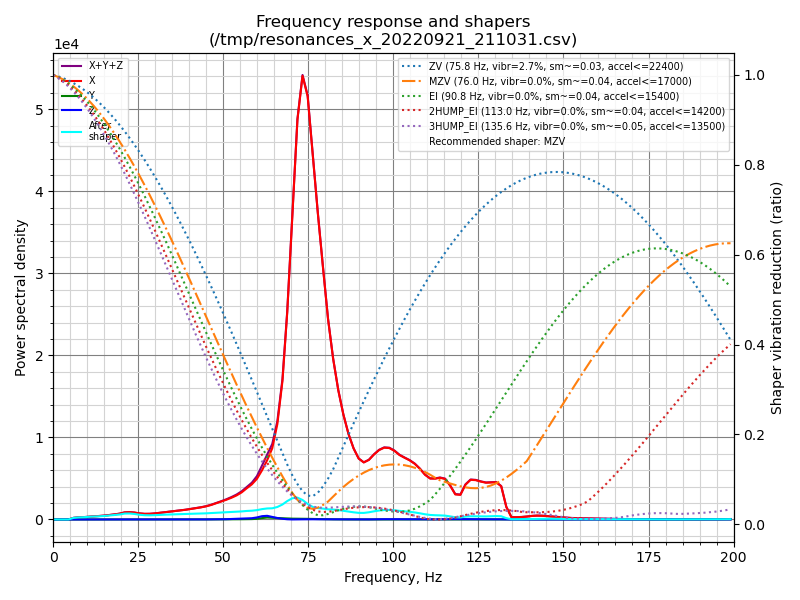 Frequency response and shapers
(/tmp/resonances_x_20220921_211031.csv)
1e4
X+Y+Z
X
Y
After
shaper
ZV (75.8 Hz, vibr=2.7%, sm~=0.03, accel<=22400)
MZV (76.0 Hz, vibr=0.0%, sm~=0.04, accel<=17000)
EI (90.8 Hz, vibr=0.0%, sm~=0.04, accel<=15400)
2HUMP_EI (113.0 Hz, vibr=0.0%, sm~=0.04, accel<=14200)
3HUMP_EI (135.6 Hz, vibr=0.0%, sm~=0.05, accel<=13500)
Recommended shaper: MZV
Power spectral density
5
4
3
2
1
0
1.0
0.8
0.6
0.4
0.2
0.0
Shaper vibration reduction (ratio)
0 25 50 75 100 125 150 175 200
Frequency, Hz